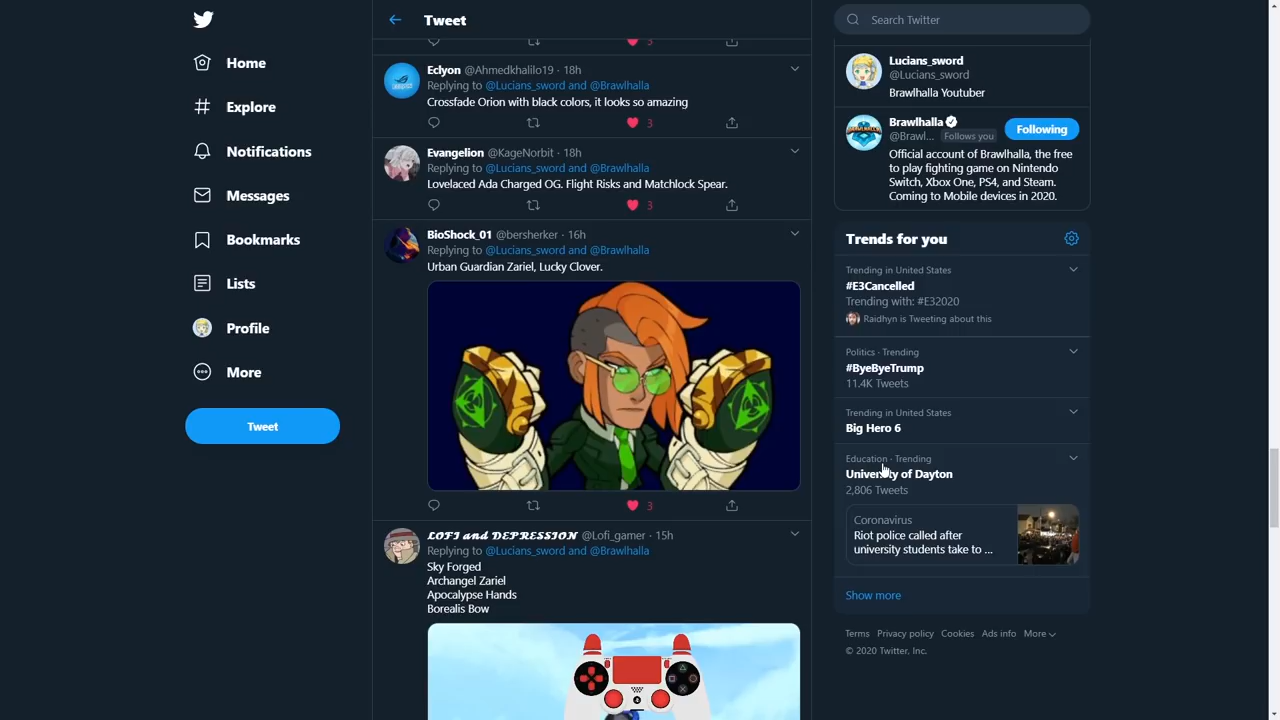 Home
Explore
Notifications
Messages
Bookmarks
Lists
Profile
More
Tweet
Tweet
3
Eclyon @Ahmedkhalilo19 · 18h
Replying to @Lucians_sword and @Brawlhalla
Crossfade Orion with black colors, it looks so amazing
3
Evangelion @KageNorbit · 18h
Replying to @Lucians_sword and @Brawlhalla
Lovelaced Ada Charged OG. Flight Risks and Matchlock Spear.
3
BioShock_01 @bersherker · 16h
Replying to @Lucians_sword and @Brawlhalla
Urban Guardian Zariel, Lucky Clover.
3
𝙇𝙊𝙁𝙄 𝙖𝙣𝙙 𝘿𝙀𝙋𝙍𝙀𝙎𝙎𝙄𝙊𝙉 @Lofi_gamer · 15h
Replying to @Lucians_sword and @Brawlhalla
Sky Forged
Archangel Zariel
Apocalypse Hands
Borealis Bow
Search Twitter
Lucians_sword
@Lucians_sword
Brawlhalla Youtuber
Brawlhalla
@Brawl... Follows you
Following
Official account of Brawlhalla, the free
to play fighting game on Nintendo
Switch, Xbox One, PS4, and Steam.
Coming to Mobile devices in 2020.
Trends for you
Trending in United States
#E3Cancelled
Trending with: #E32020
Raidhyn is Tweeting about this
Politics · Trending
#ByeByeTrump
11.4K Tweets
Trending in United States
Big Hero 6
Education · Trending
University of Dayton
2,806 Tweets
Coronavirus
Riot police called after
university students take to ...
Show more
Terms Privacy policy Cookies Ads info More
© 2020 Twitter, Inc.